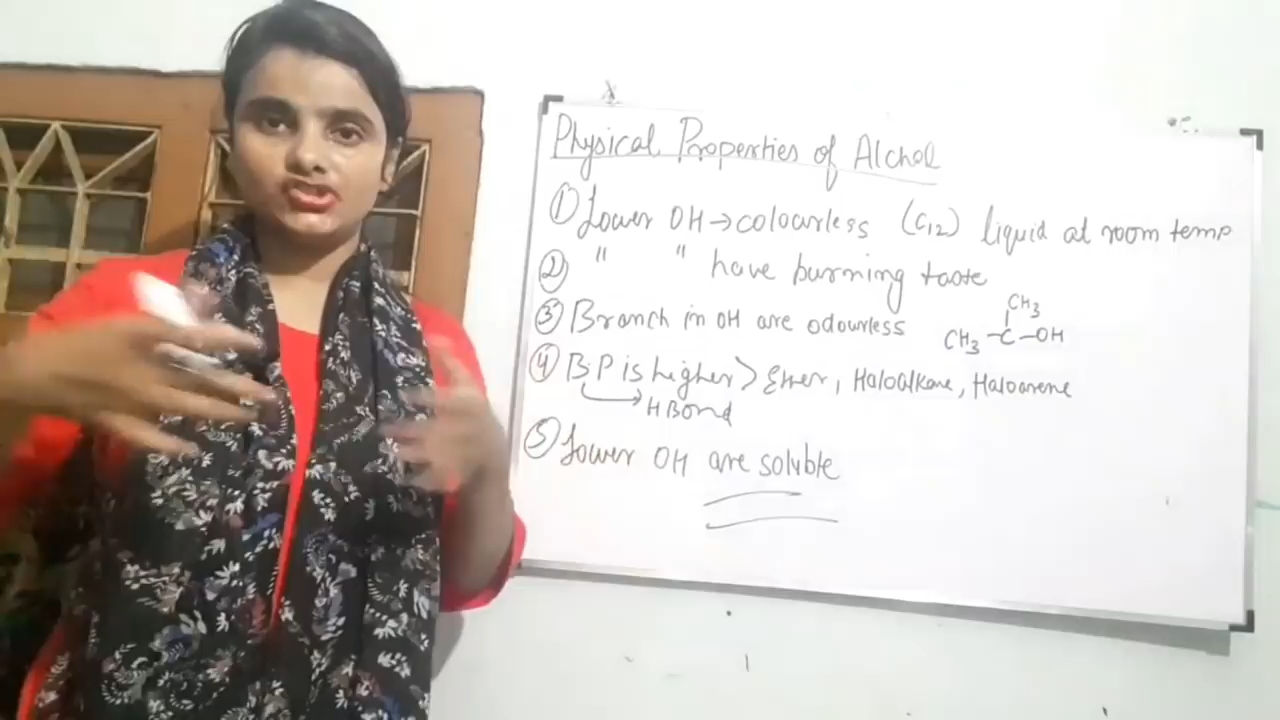 Physical Properties of Alchol
① Lower OH → colourless (C12) liquid at room temp
② " " have burning taste
③ Branch in OH are odourless
CH3
CH3 - C - OH
④ B.P is higher > Ether, Haloalkane, Haloarene
H Bond
⑤ Lower OH are soluble